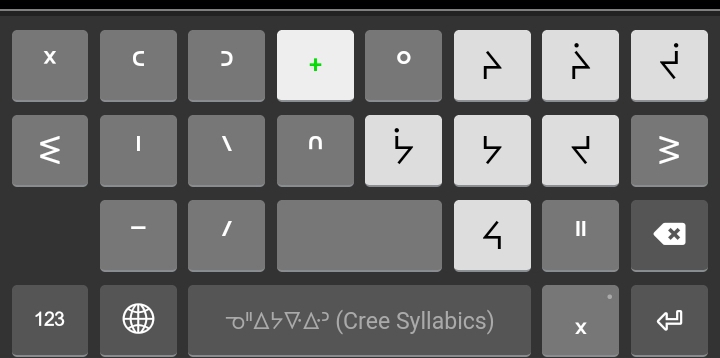 ᕽ ᒼ ᐣ ᐩ ᐤ ᔨ ᔩ ᔫ
ᓬ ᑊ ᐠ ᐢ ᔮ ᔭ ᔪ ᕒ
ᐨ ᐟ ᔦ ᐦ
123 ᓀᐦᐃᔭᐍᐏᐣ (Cree Syllabics) ᙮